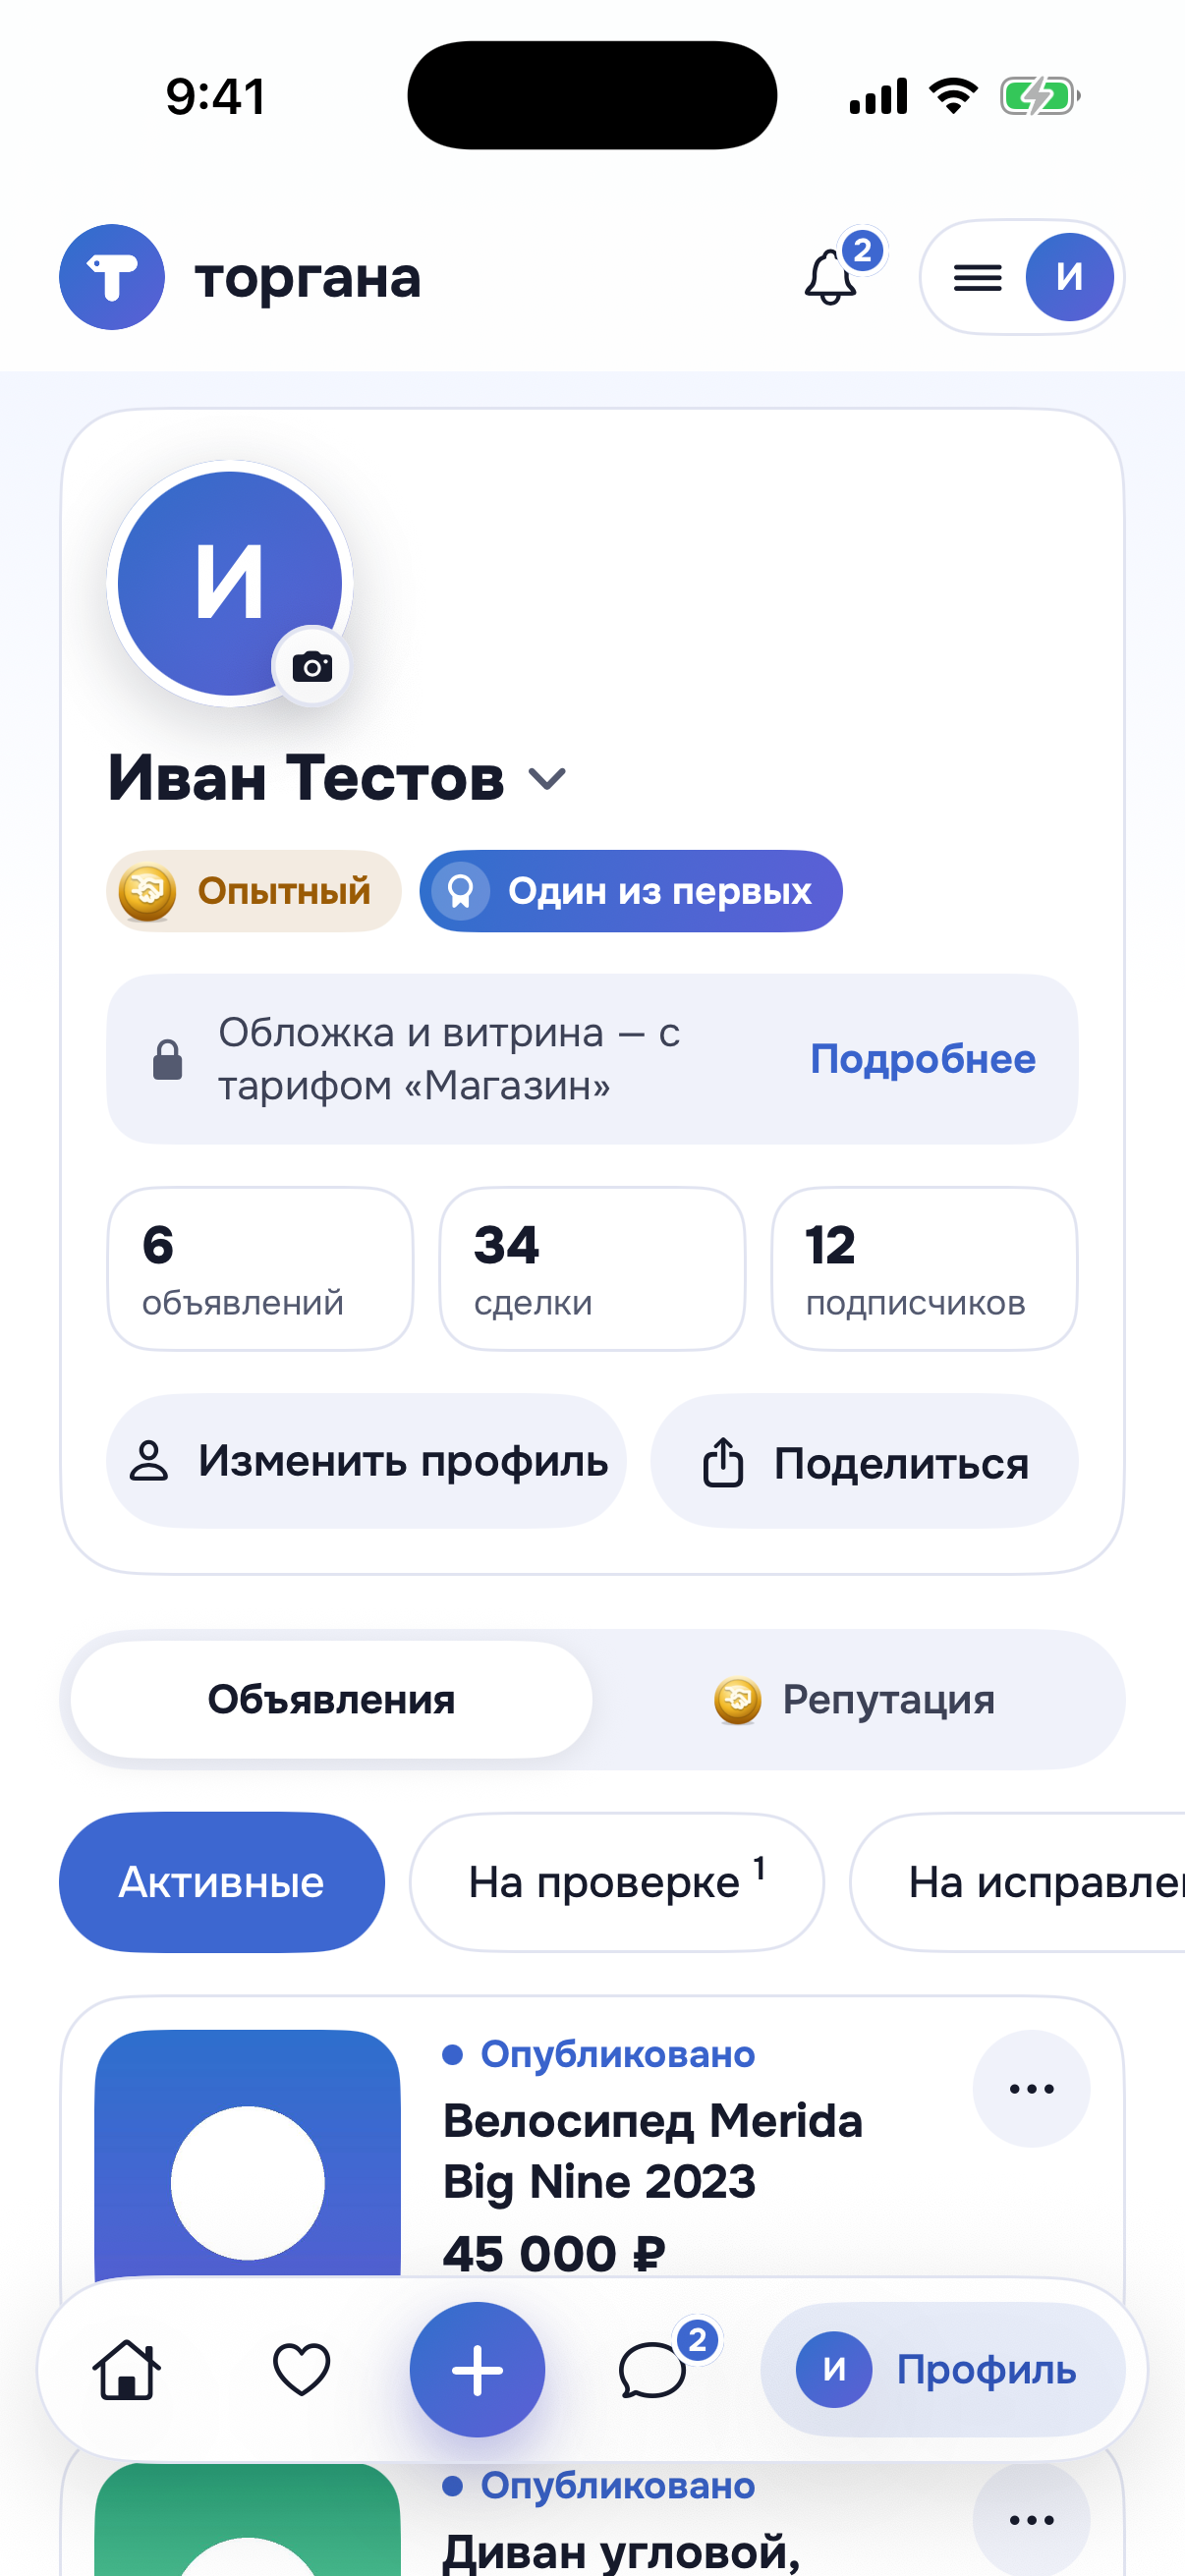 9:41
торгана
2
И
И
Иван Тестов
Опытный
Один из первых
Обложка и витрина — с
тарифом «Магазин»
Подробнее
6
объявлений
34
сделки
12
подписчиков
Изменить профиль
Поделиться
Объявления
Репутация
Активные
На проверке 1
На исправле
Опубликовано
Велосипед Merida
Big Nine 2023
45 000 ₽
2
И
Профиль
Опубликовано
Диван угловой,